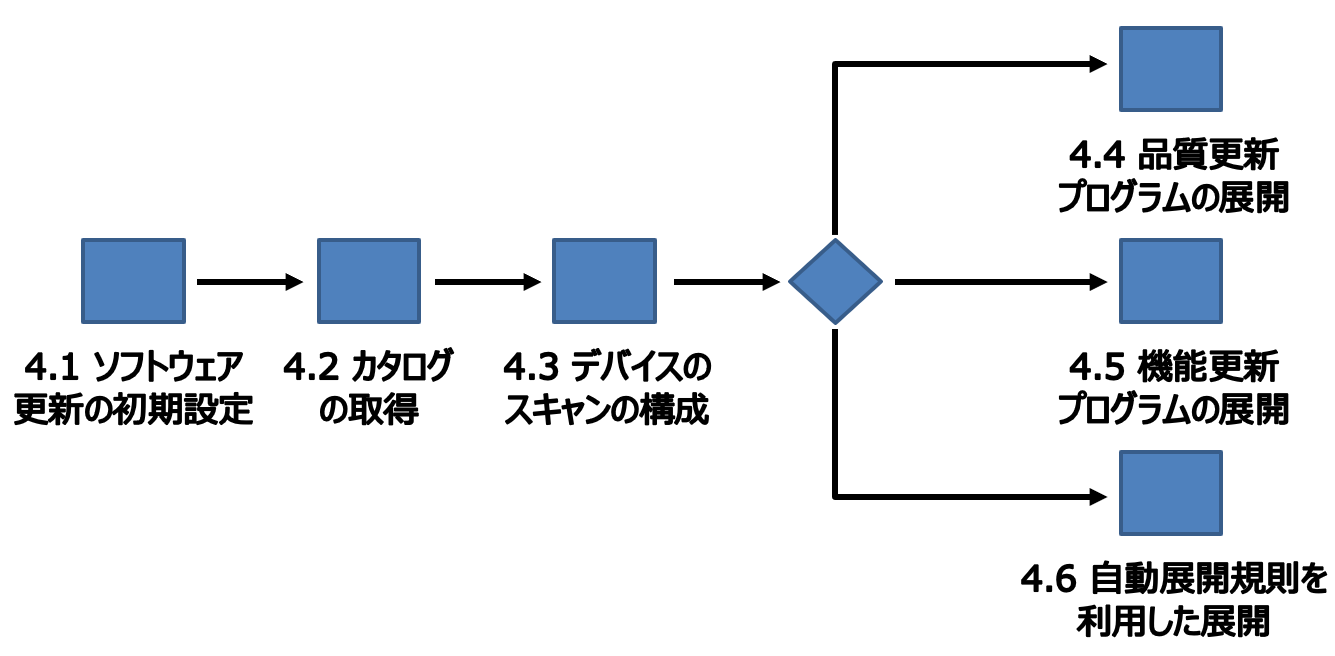 4.1 ソフトウェア
更新の初期設定
4.2 カタログ
の取得
4.3 デバイスの
スキャンの構成
4.4 品質更新
プログラムの展開
4.5 機能更新
プログラムの展開
4.6 自動展開規則を
利用した展開